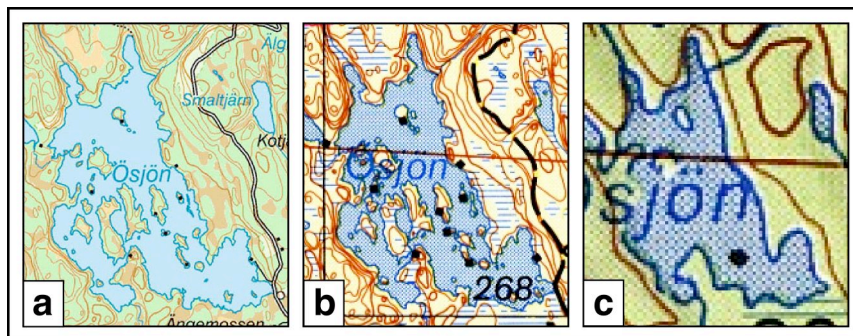 Älg
Smaltjärn
Kotj
Ösjön
Ängemossen
a
Ösjön
268
b
sjön
c